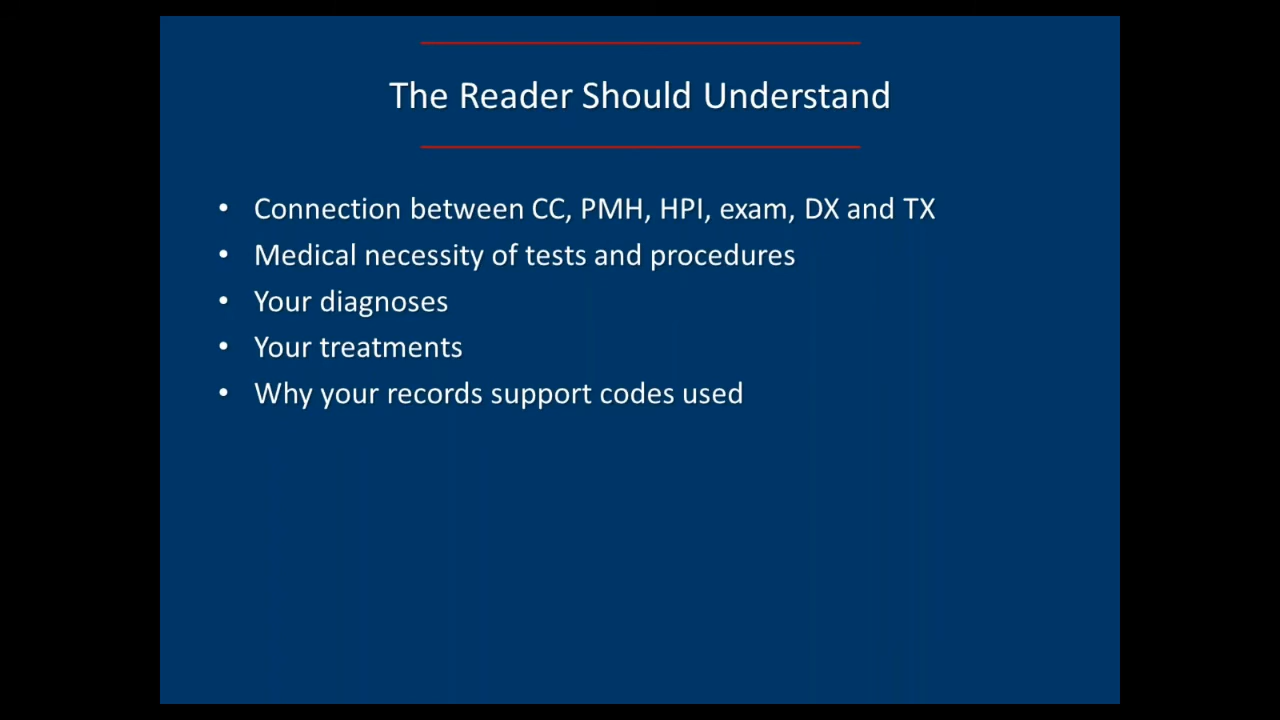 The Reader Should Understand
• Connection between CC, PMH, HPI, exam, DX and TX
• Medical necessity of tests and procedures
• Your diagnoses
• Your treatments
• Why your records support codes used